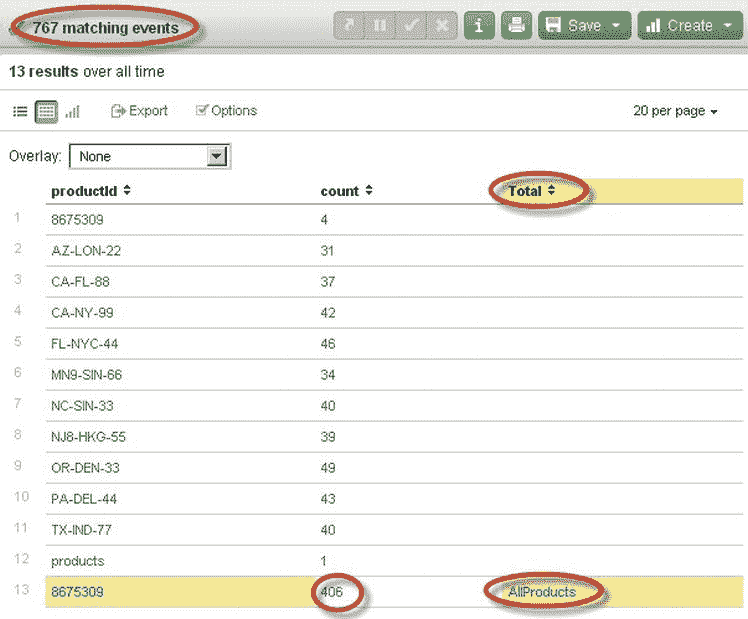 767 matching events Save Create
13 results over all time
Export Options 20 per page
Overlay: None
productId count Total
1 8675309 4
2 AZ-LON-22 31
3 CA-FL-88 37
4 CA-NY-99 42
5 FL-NYC-44 46
6 MN9-SIN-66 34
7 NC-SIN-33 40
8 NJ8-HKG-55 39
9 OR-DEN-33 49
10 PA-DEL-44 43
11 TX-IND-77 40
12 products 1
13 8675309 406 AllProducts